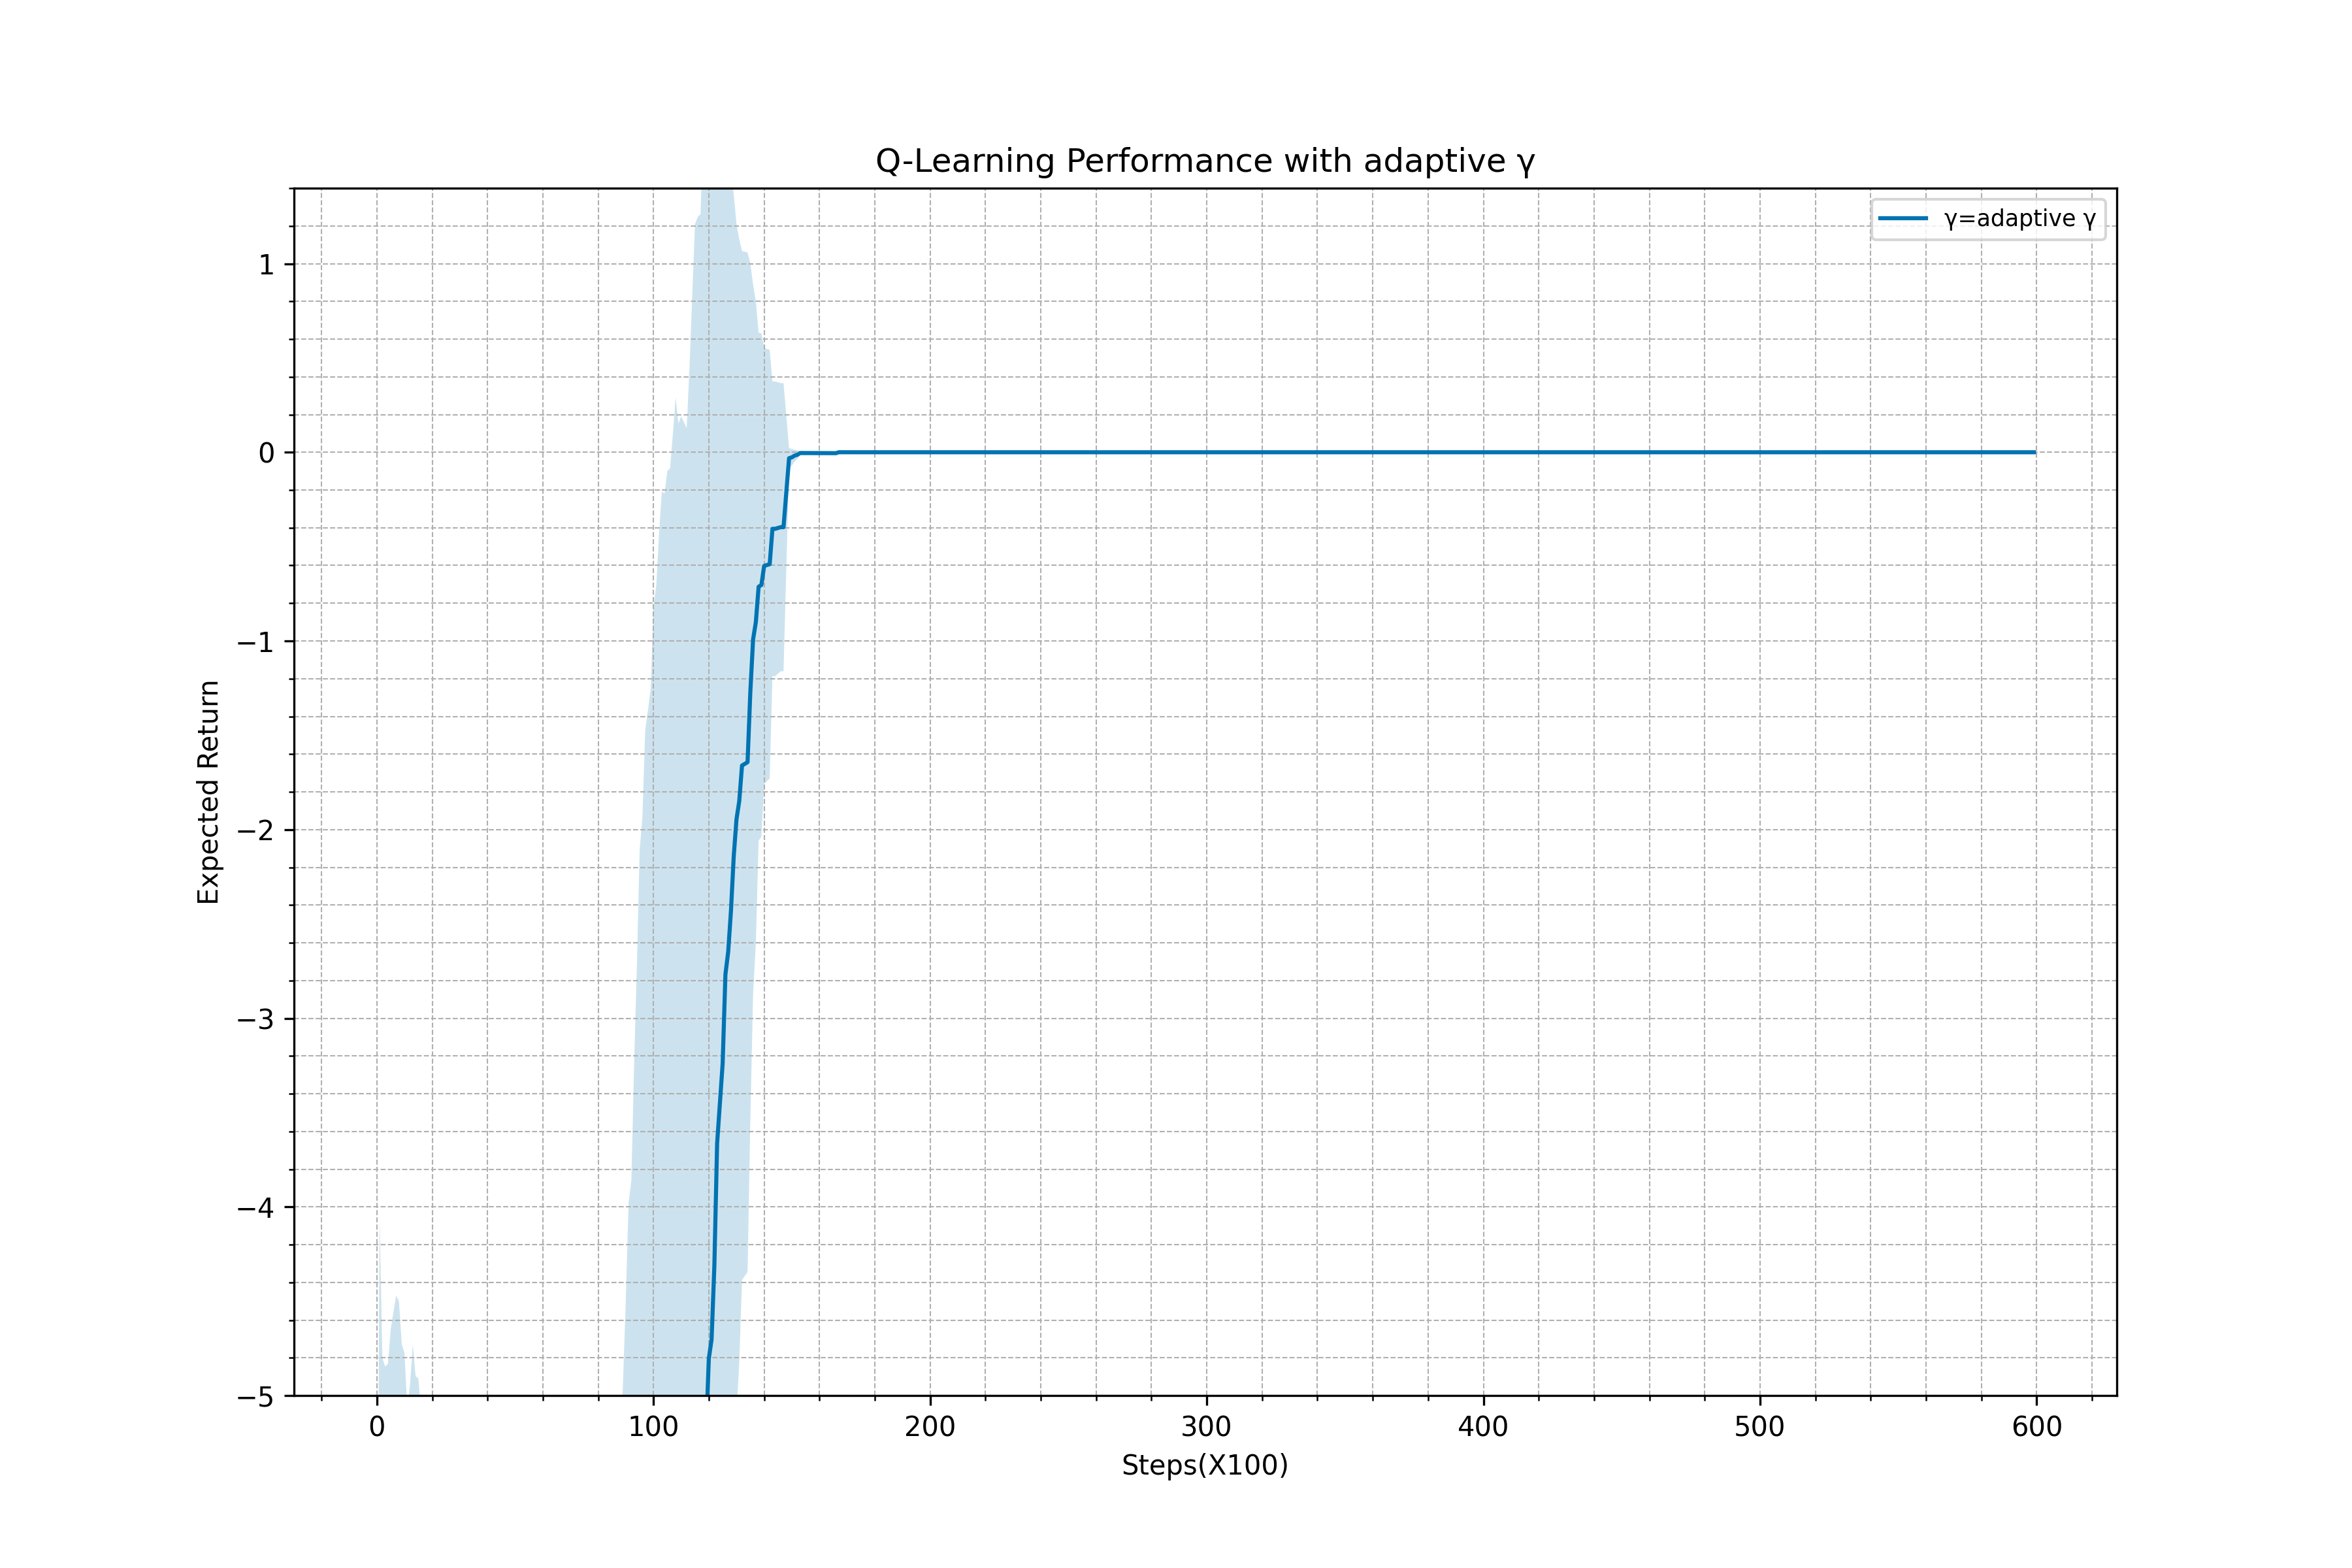 Q-Learning Performance with adaptive γ
γ=adaptive γ
1
0
−1
−2
−3
−4
−5
Expected Return
0 100 200 300 400 500 600
Steps(X100)